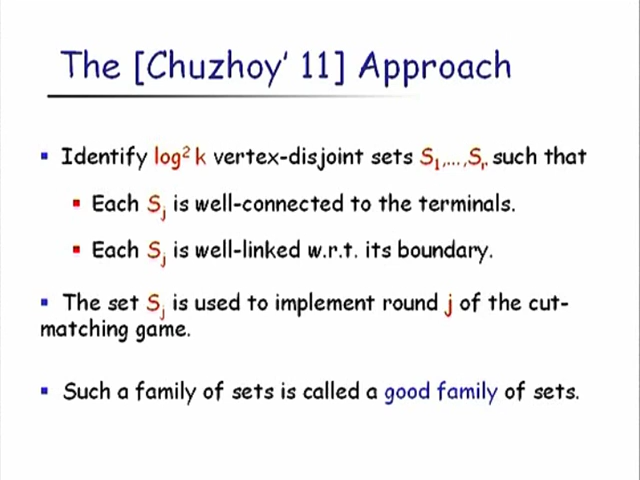 The [Chuzhoy' 11] Approach
Identify log² k vertex-disjoint sets S₁,...,Sᵣ such that
Each Sⱼ is well-connected to the terminals.
Each Sⱼ is well-linked w.r.t. its boundary.
The set Sⱼ is used to implement round j of the cut-
matching game.
Such a family of sets is called a good family of sets.